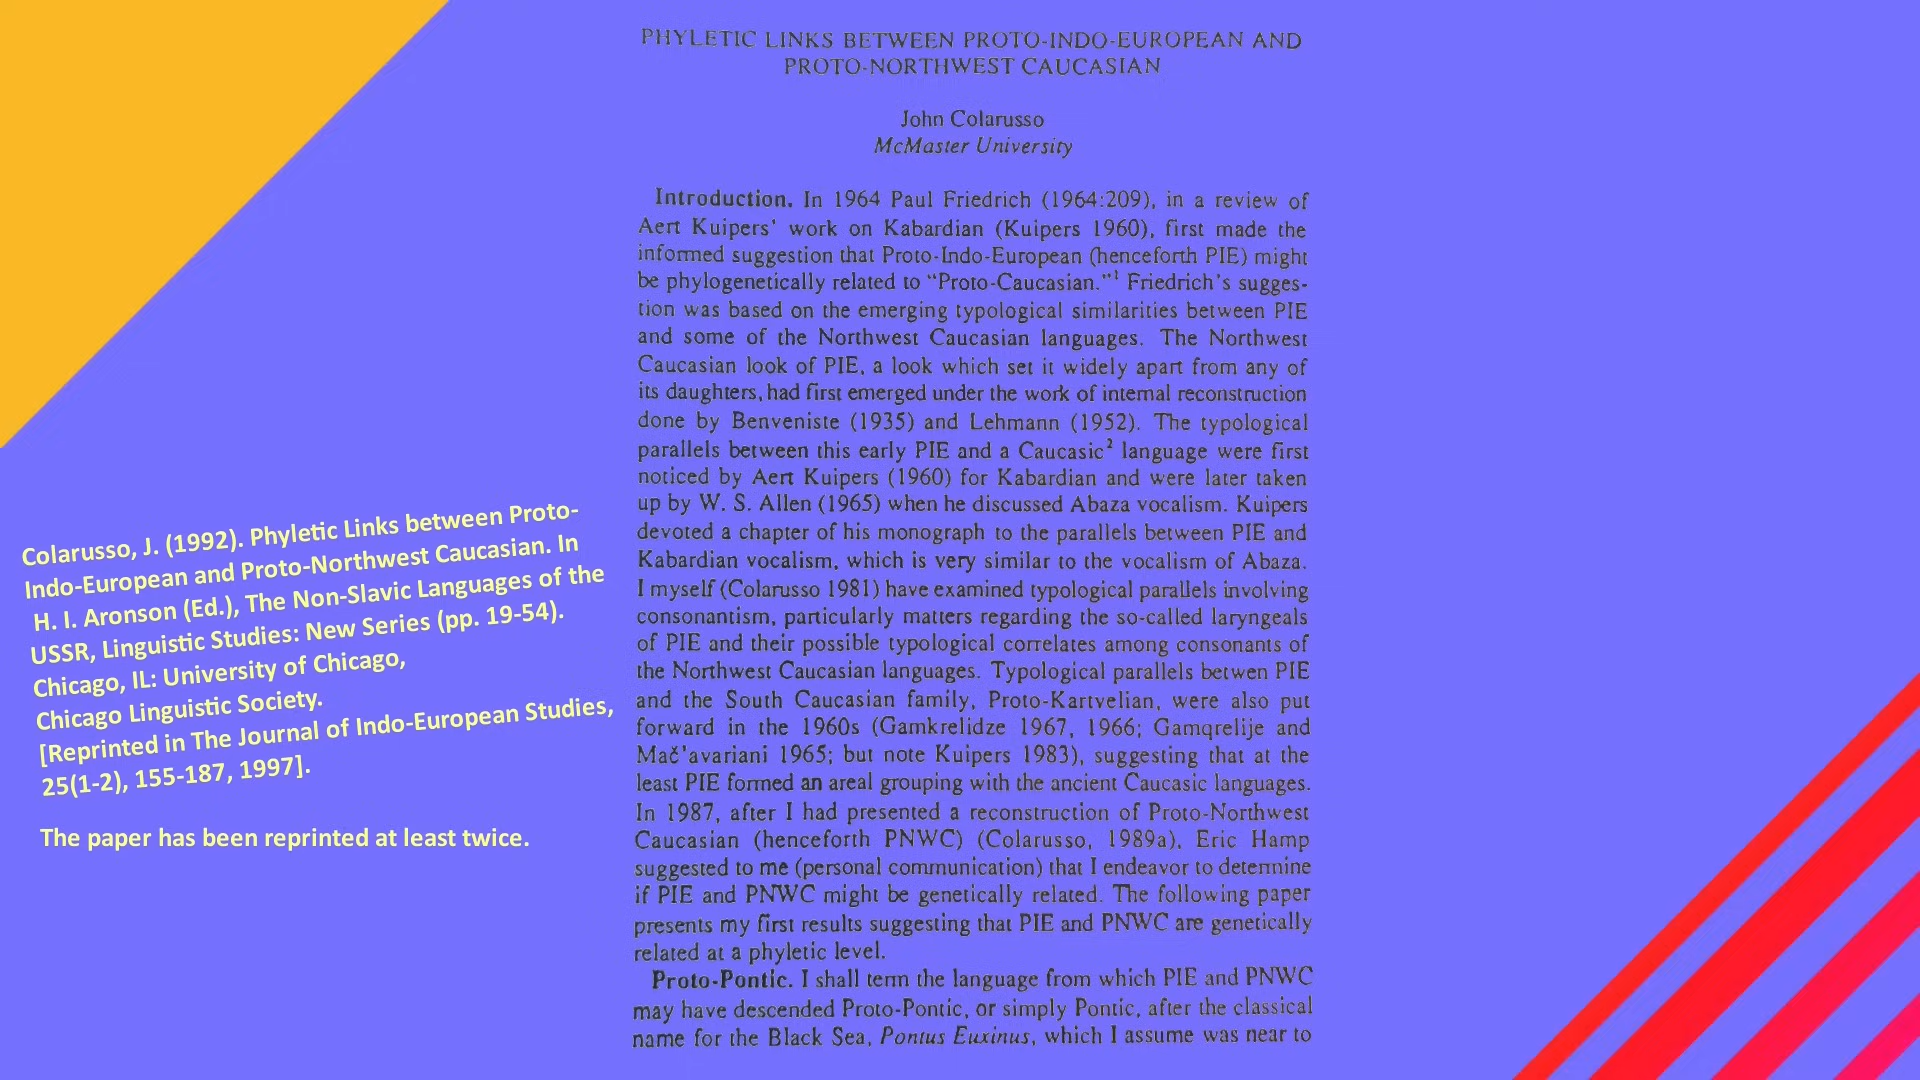 PHYLETIC LINKS BETWEEN PROTO-INDO-EUROPEAN AND
PROTO-NORTHWEST CAUCASIAN
John Colarusso
McMaster University
Introduction. In 1964 Paul Friedrich (1964:209), in a review of
Aert Kuipers' work on Kabardian (Kuipers 1960), first made the
informed suggestion that Proto-Indo-European (henceforth PIE) might
be phylogenetically related to “Proto-Caucasian.”¹ Friedrich's sugges-
tion was based on the emerging typological similarities between PIE
and some of the Northwest Caucasian languages. The Northwest
Caucasian look of PIE, a look which set it widely apart from any of
its daughters, had first emerged under the work of internal reconstruction
done by Benveniste (1935) and Lehmann (1952). The typological
parallels between this early PIE and a Caucasic² language were first
noticed by Aert Kuipers (1960) for Kabardian and were later taken
up by W. S. Allen (1965) when he discussed Abaza vocalism. Kuipers
devoted a chapter of his monograph to the parallels between PIE and
Kabardian vocalism, which is very similar to the vocalism of Abaza.
I myself (Colarusso 1981) have examined typological parallels involving
consonantism, particularly matters regarding the so-called laryngeals
of PIE and their possible typological correlates among consonants of
the Northwest Caucasian languages. Typological parallels betwen PIE
and the South Caucasian family, Proto-Kartvelian, were also put
forward in the 1960s (Gamkrelidze 1967, 1966; Gamqrelije and
Mač'avariani 1965; but note Kuipers 1983), suggesting that at the
least PIE formed an areal grouping with the ancient Caucasic languages.
In 1987, after I had presented a reconstruction of Proto-Northwest
Caucasian (henceforth PNWC) (Colarusso, 1989a), Eric Hamp
suggested to me (personal communication) that I endeavor to determine
if PIE and PNWC might be genetically related. The following paper
presents my first results suggesting that PIE and PNWC are genetically
related at a phyletic level.
Proto-Pontic. I shall term the language from which PIE and PNWC
may have descended Proto-Pontic, or simply Pontic, after the classical
name for the Black Sea, Pontus Euxinus, which I assume was near to
Colarusso, J. (1992). Phyletic Links between Proto-
Indo-European and Proto-Northwest Caucasian. In
H. I. Aronson (Ed.), The Non-Slavic Languages of the
USSR, Linguistic Studies: New Series (pp. 19-54).
Chicago, IL: University of Chicago,
Chicago Linguistic Society.
[Reprinted in The Journal of Indo-European Studies,
25(1-2), 155-187, 1997].
The paper has been reprinted at least twice.